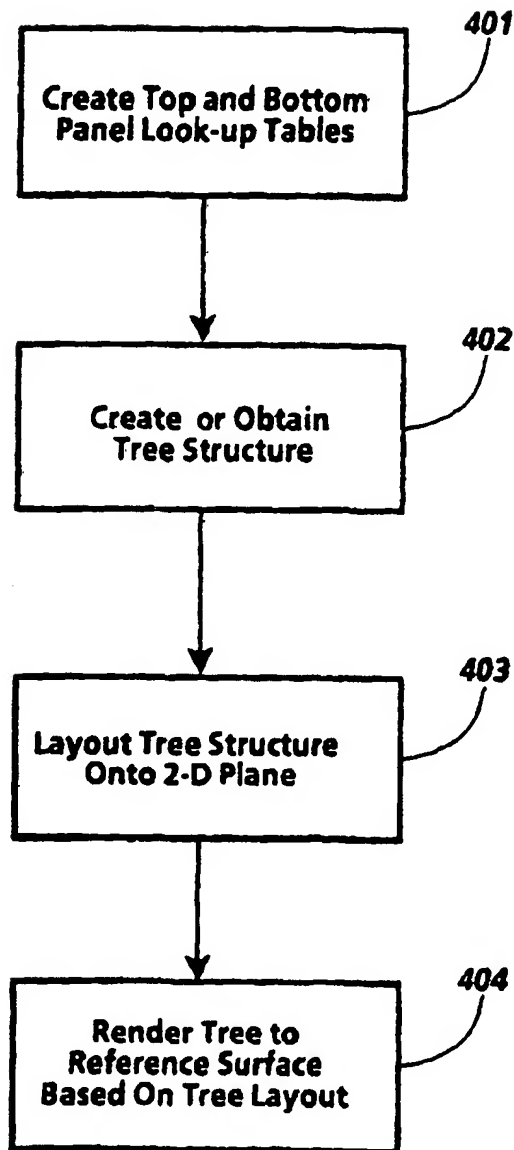 401
Create Top and Bottom
Panel Look-up Tables
402
Create or Obtain
Tree Structure
403
Layout Tree Structure
Onto 2-D Plane
404
Render Tree to
Reference Surface
Based On Tree Layout